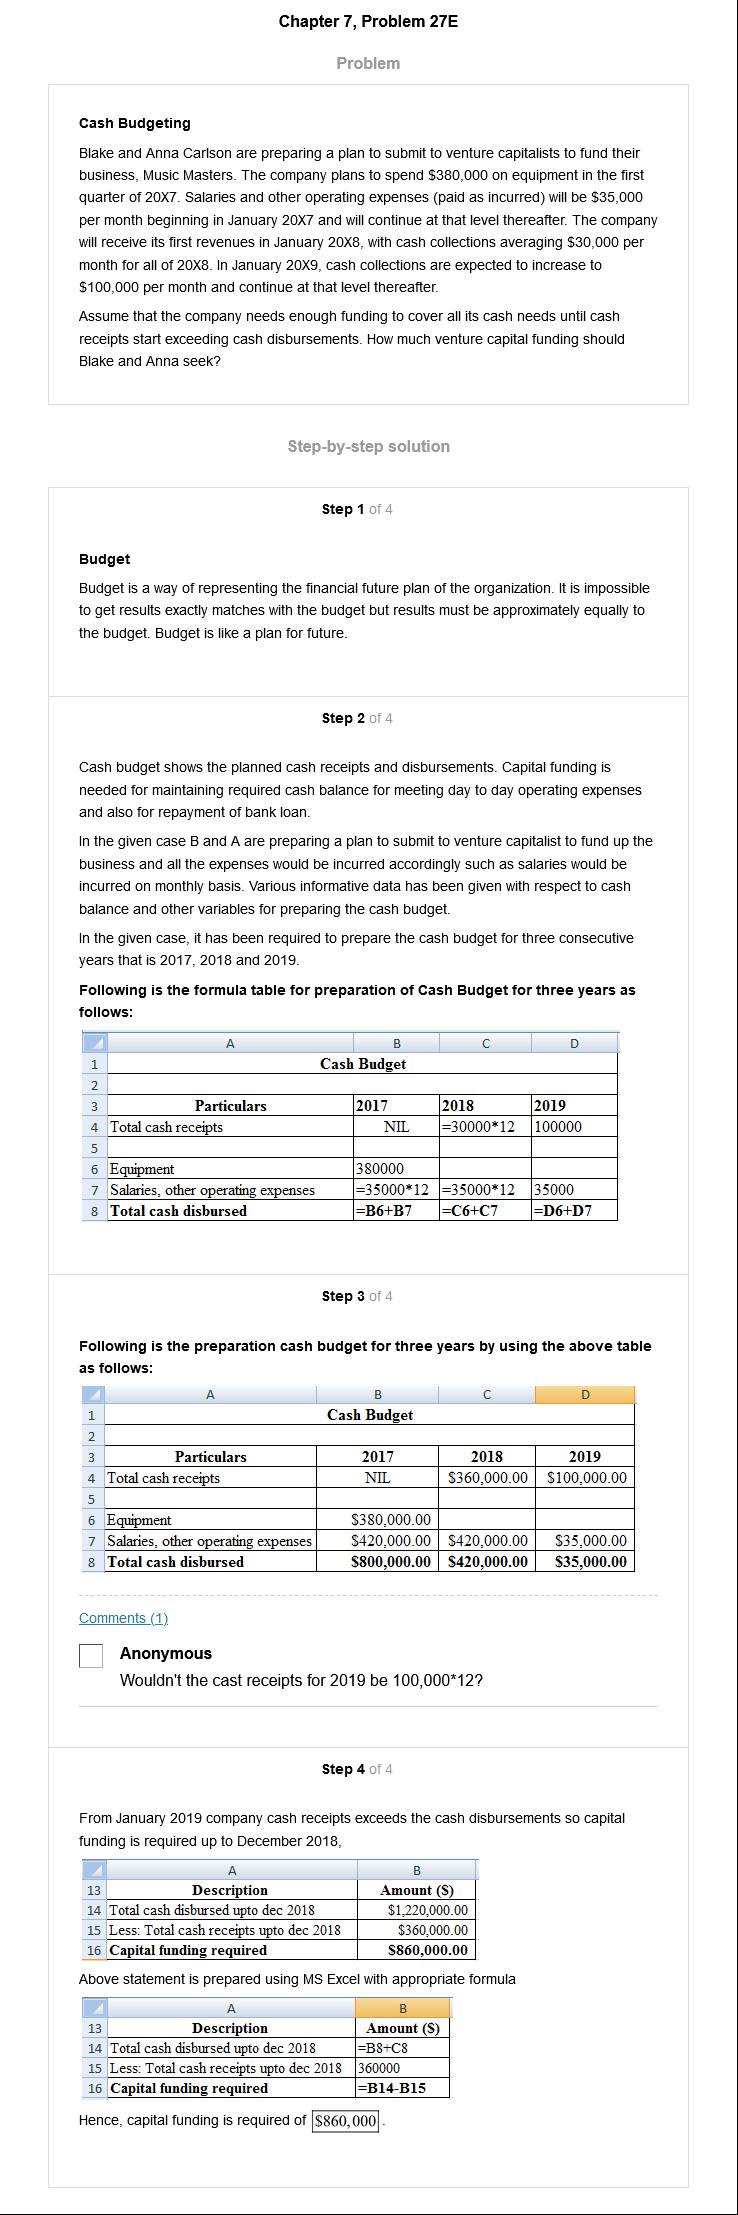 Chapter 7, Problem 27E
Problem
Cash Budgeting
Blake and Anna Carlson are preparing a plan to submit to venture capitalists to fund their
business, Music Masters. The company plans to spend $380,000 on equipment in the first
quarter of 20X7. Salaries and other operating expenses (paid as incurred) will be $35,000
per month beginning in January 20X7 and will continue at that level thereafter. The company
will receive its first revenues in January 20X8, with cash collections averaging $30,000 per
month for all of 20X8. In January 20X9, cash collections are expected to increase to
$100,000 per month and continue at that level thereafter.
Assume that the company needs enough funding to cover all its cash needs until cash
receipts start exceeding cash disbursements. How much venture capital funding should
Blake and Anna seek?
Step-by-step solution
Step 1 of 4
Budget
Budget is a way of representing the financial future plan of the organization. It is impossible
to get results exactly matches with the budget but results must be approximately equally to
the budget. Budget is like a plan for future.
Step 2 of 4
Cash budget shows the planned cash receipts and disbursements. Capital funding is
needed for maintaining required cash balance for meeting day to day operating expenses
and also for repayment of bank loan.
In the given case B and A are preparing a plan to submit to venture capitalist to fund up the
business and all the expenses would be incurred accordingly such as salaries would be
incurred on monthly basis. Various informative data has been given with respect to cash
balance and other variables for preparing the cash budget.
In the given case, it has been required to prepare the cash budget for three consecutive
years that is 2017, 2018 and 2019.
Following is the formula table for preparation of Cash Budget for three years as
follows:
A B C D
1 Cash Budget
2
3 Particulars 2017 2018 2019
4 Total cash receipts NIL =30000*12 100000
5
6 Equipment 380000
7 Salaries, other operating expenses =35000*12 =35000*12 35000
8 Total cash disbursed =B6+B7 =C6+C7 =D6+D7
Step 3 of 4
Following is the preparation cash budget for three years by using the above table
as follows:
A B C D
1 Cash Budget
2
3 Particulars 2017 2018 2019
4 Total cash receipts NIL $360,000.00 $100,000.00
5
6 Equipment $380,000.00
7 Salaries, other operating expenses $420,000.00 $420,000.00 $35,000.00
8 Total cash disbursed $800,000.00 $420,000.00 $35,000.00
Comments (1)
Anonymous
Wouldn't the cast receipts for 2019 be 100,000*12?
Step 4 of 4
From January 2019 company cash receipts exceeds the cash disbursements so capital
funding is required up to December 2018,
A B
13 Description Amount ($)
14 Total cash disbursed upto dec 2018 $1,220,000.00
15 Less: Total cash receipts upto dec 2018 $360,000.00
16 Capital funding required $860,000.00
Above statement is prepared using MS Excel with appropriate formula
A B
13 Description Amount ($)
14 Total cash disbursed upto dec 2018 =B8+C8
15 Less: Total cash receipts upto dec 2018 360000
16 Capital funding required =B14-B15
Hence, capital funding is required of $860,000.